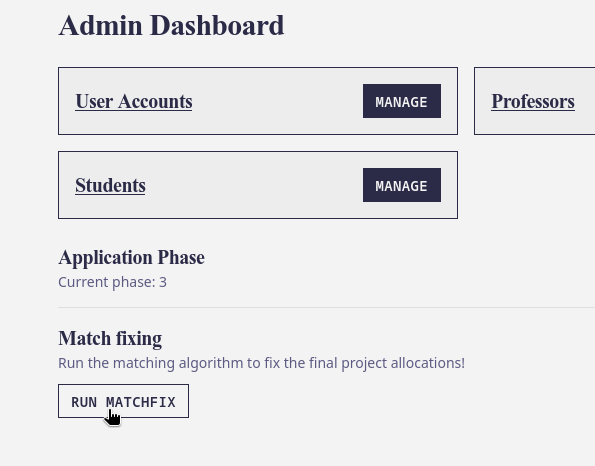 Admin Dashboard
User Accounts MANAGE Professors
Students MANAGE
Application Phase
Current phase: 3
Match fixing
Run the matching algorithm to fix the final project allocations!
RUN MATCHFIX